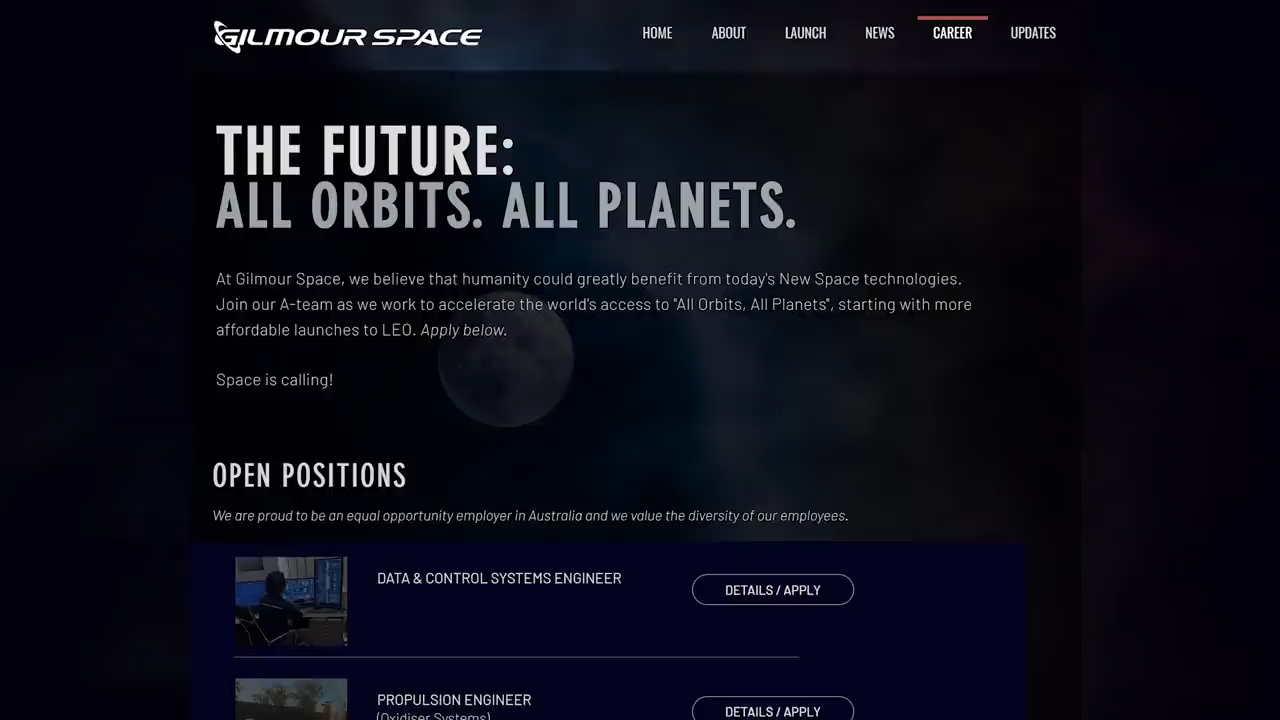 GILMOUR SPACE
HOME ABOUT LAUNCH NEWS CAREER UPDATES
THE FUTURE:
ALL ORBITS. ALL PLANETS.
At Gilmour Space, we believe that humanity could greatly benefit from today's New Space technologies.
Join our A-team as we work to accelerate the world's access to "All Orbits, All Planets", starting with more
affordable launches to LEO. Apply below.
Space is calling!
OPEN POSITIONS
We are proud to be an equal opportunity employer in Australia and we value the diversity of our employees.
DATA & CONTROL SYSTEMS ENGINEER
DETAILS / APPLY
PROPULSION ENGINEER
(Oxidiser Systems)
DETAILS / APPLY